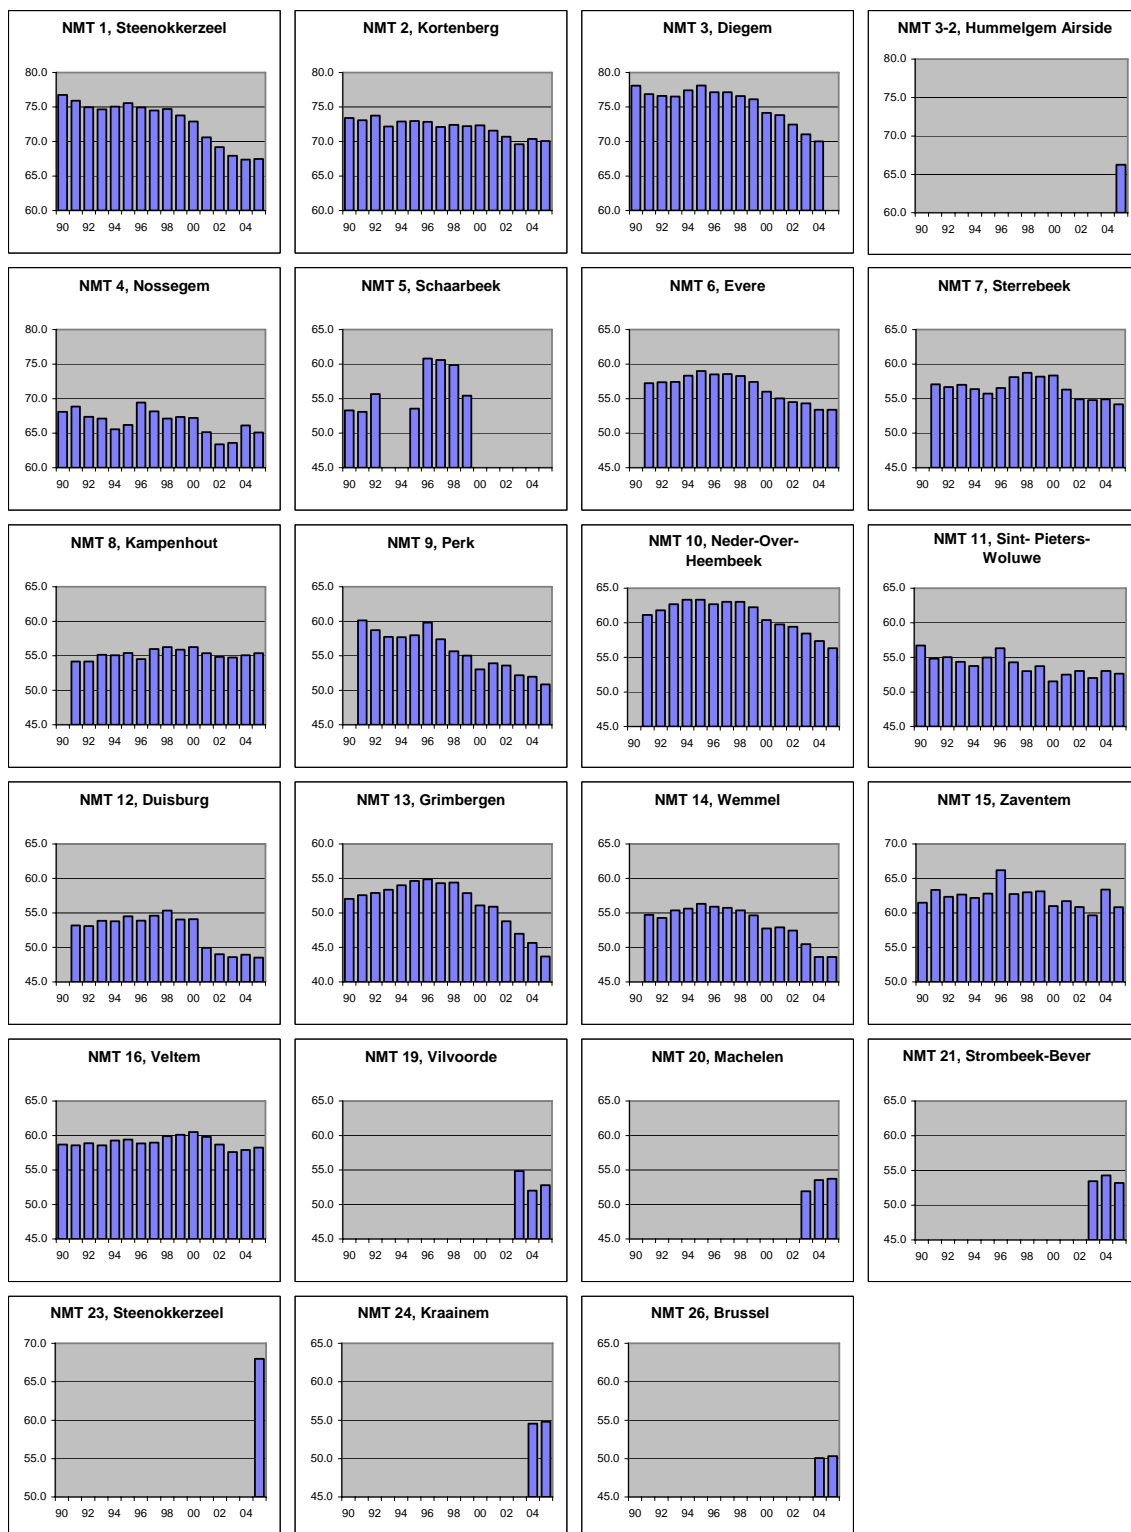 NMT 1, Steenokkerzeel
80.0
75.0
70.0
65.0
60.0
90 92 94 96 98 00 02 04
NMT 2, Kortenberg
80.0
75.0
70.0
65.0
60.0
90 92 94 96 98 00 02 04
NMT 3, Diegem
80.0
75.0
70.0
65.0
60.0
90 92 94 96 98 00 02 04
NMT 3-2, Hummelgem Airside
80.0
75.0
70.0
65.0
60.0
90 92 94 96 98 00 02 04
NMT 4, Nossegem
80.0
75.0
70.0
65.0
60.0
90 92 94 96 98 00 02 04
NMT 5, Schaarbeek
65.0
60.0
55.0
50.0
45.0
90 92 94 96 98 00 02 04
NMT 6, Evere
65.0
60.0
55.0
50.0
45.0
90 92 94 96 98 00 02 04
NMT 7, Sterrebeek
65.0
60.0
55.0
50.0
45.0
90 92 94 96 98 00 02 04
NMT 8, Kampenhout
65.0
60.0
55.0
50.0
45.0
90 92 94 96 98 00 02 04
NMT 9, Perk
65.0
60.0
55.0
50.0
45.0
90 92 94 96 98 00 02 04
NMT 10, Neder-Over-
Heembeek
65.0
60.0
55.0
50.0
45.0
90 92 94 96 98 00 02 04
NMT 11, Sint- Pieters-
Woluwe
65.0
60.0
55.0
50.0
45.0
90 92 94 96 98 00 02 04
NMT 12, Duisburg
65.0
60.0
55.0
50.0
45.0
90 92 94 96 98 00 02 04
NMT 13, Grimbergen
60.0
55.0
50.0
45.0
40.0
90 92 94 96 98 00 02 04
NMT 14, Wemmel
65.0
60.0
55.0
50.0
45.0
90 92 94 96 98 00 02 04
NMT 15, Zaventem
70.0
65.0
60.0
55.0
50.0
90 92 94 96 98 00 02 04
NMT 16, Veltem
65.0
60.0
55.0
50.0
45.0
90 92 94 96 98 00 02 04
NMT 19, Vilvoorde
65.0
60.0
55.0
50.0
45.0
90 92 94 96 98 00 02 04
NMT 20, Machelen
65.0
60.0
55.0
50.0
45.0
90 92 94 96 98 00 02 04
NMT 21, Strombeek-Bever
65.0
60.0
55.0
50.0
45.0
90 92 94 96 98 00 02 04
NMT 23, Steenokkerzeel
70.0
65.0
60.0
55.0
50.0
90 92 94 96 98 00 02 04
NMT 24, Kraainem
65.0
60.0
55.0
50.0
45.0
90 92 94 96 98 00 02 04
NMT 26, Brussel
65.0
60.0
55.0
50.0
45.0
90 92 94 96 98 00 02 04